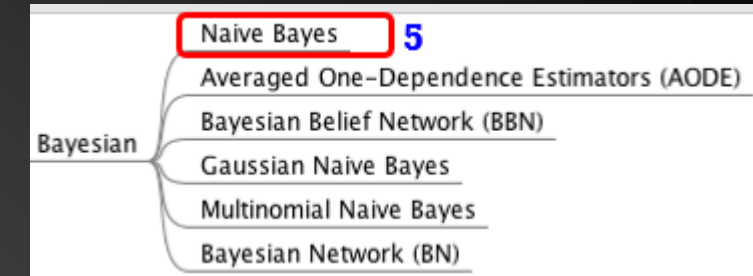 Naive Bayes 5
Averaged One-Dependence Estimators (AODE)
Bayesian Belief Network (BBN)
Bayesian
Gaussian Naive Bayes
Multinomial Naive Bayes
Bayesian Network (BN)